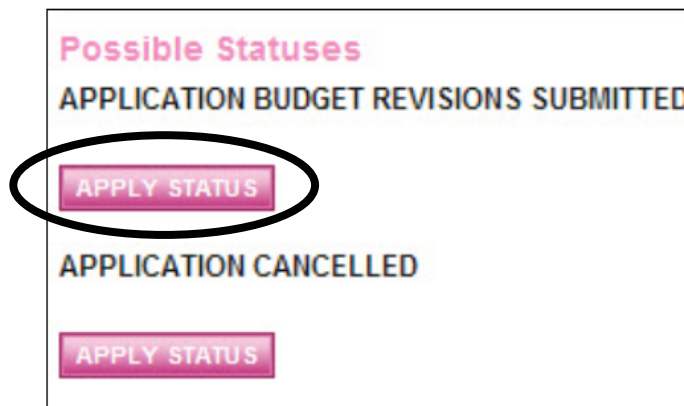 Possible Statuses
APPLICATION BUDGET REVISIONS SUBMITTED
APPLY STATUS
APPLICATION CANCELLED
APPLY STATUS